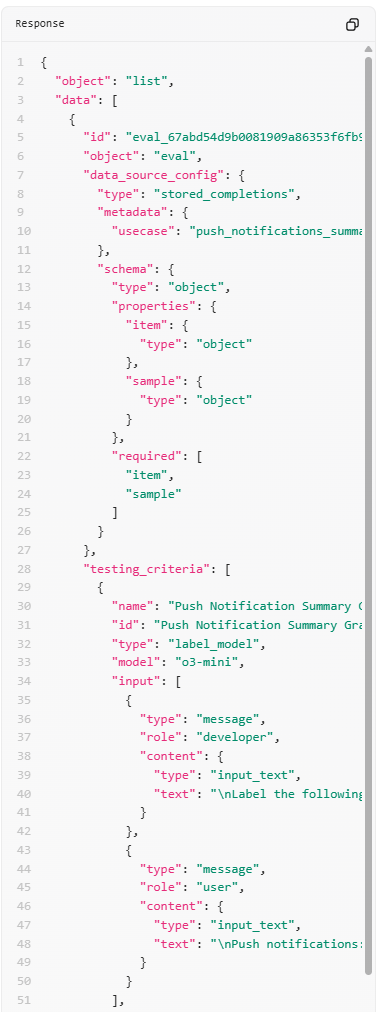 Response
1 {
2 "object": "list",
3 "data": [
4 {
5 "id": "eval_67abd54d9b0081909a86353f6fb9
6 "object": "eval",
7 "data_source_config": {
8 "type": "stored_completions",
9 "metadata": {
10 "usecase": "push_notifications_summa
11 },
12 "schema": {
13 "type": "object",
14 "properties": {
15 "item": {
16 "type": "object"
17 },
18 "sample": {
19 "type": "object"
20 }
21 },
22 "required": [
23 "item",
24 "sample"
25 ]
26 }
27 },
28 "testing_criteria": [
29 {
30 "name": "Push Notification Summary G
31 "id": "Push Notification Summary Gra
32 "type": "label_model",
33 "model": "o3-mini",
34 "input": [
35 {
36 "type": "message",
37 "role": "developer",
38 "content": {
39 "type": "input_text",
40 "text": "\nLabel the following
41 }
42 },
43 {
44 "type": "message",
45 "role": "user",
46 "content": {
47 "type": "input_text",
48 "text": "\nPush notifications:
49 }
50 }
51 ],